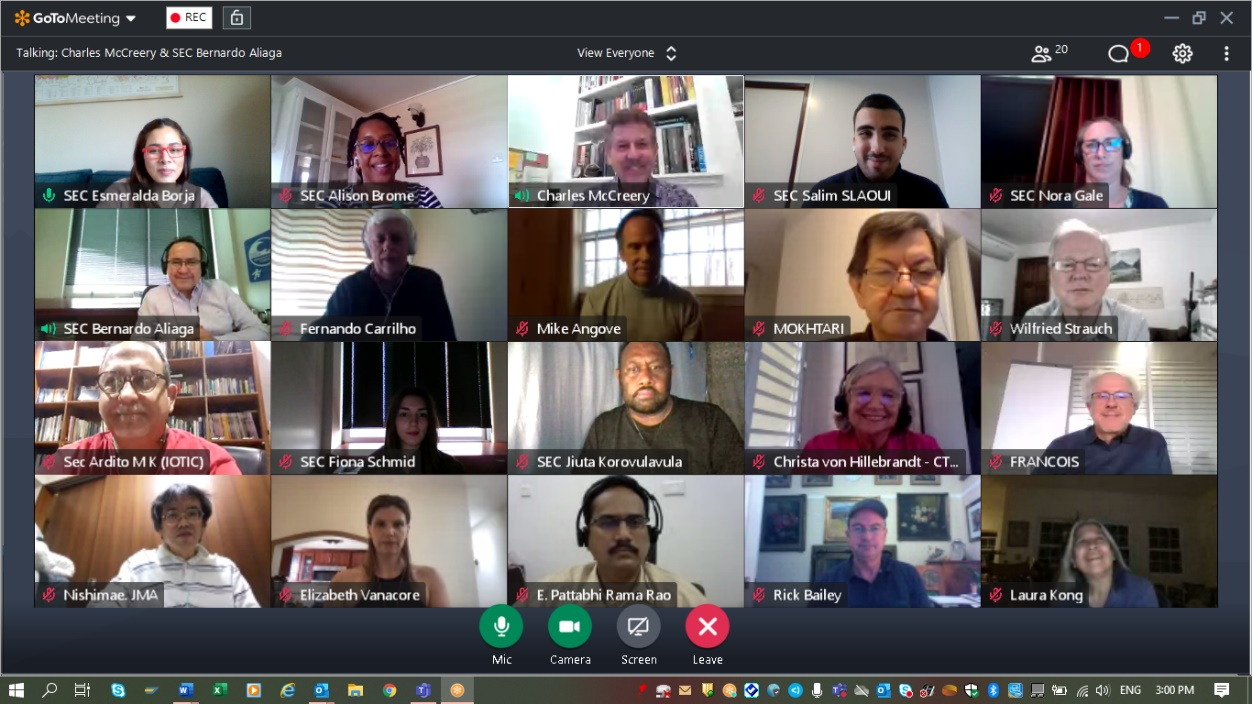 GoToMeeting
REC
Talking: Charles McCreery & SEC Bernardo Aliaga
View Everyone
20
1
SEC Esmeralda Borja
SEC Alison Brome
Charles McCreery
SEC Salim SLAOUI
SEC Nora Gale
SEC Bernardo Aliaga
Fernando Carrilho
Mike Angove
MOKHTARI
Wilfried Strauch
Sec Ardito M K (IOTIC)
SEC Fiona Schmid
SEC Jiuta Korovulavula
Christa von Hillebrandt - CT...
FRANCOIS
Nishimae. JMA
Elizabeth Vanacore
E. Pattabhi Rama Rao
Rick Bailey
Laura Kong
Mic
Camera
Screen
Leave
ENG
3:00 PM